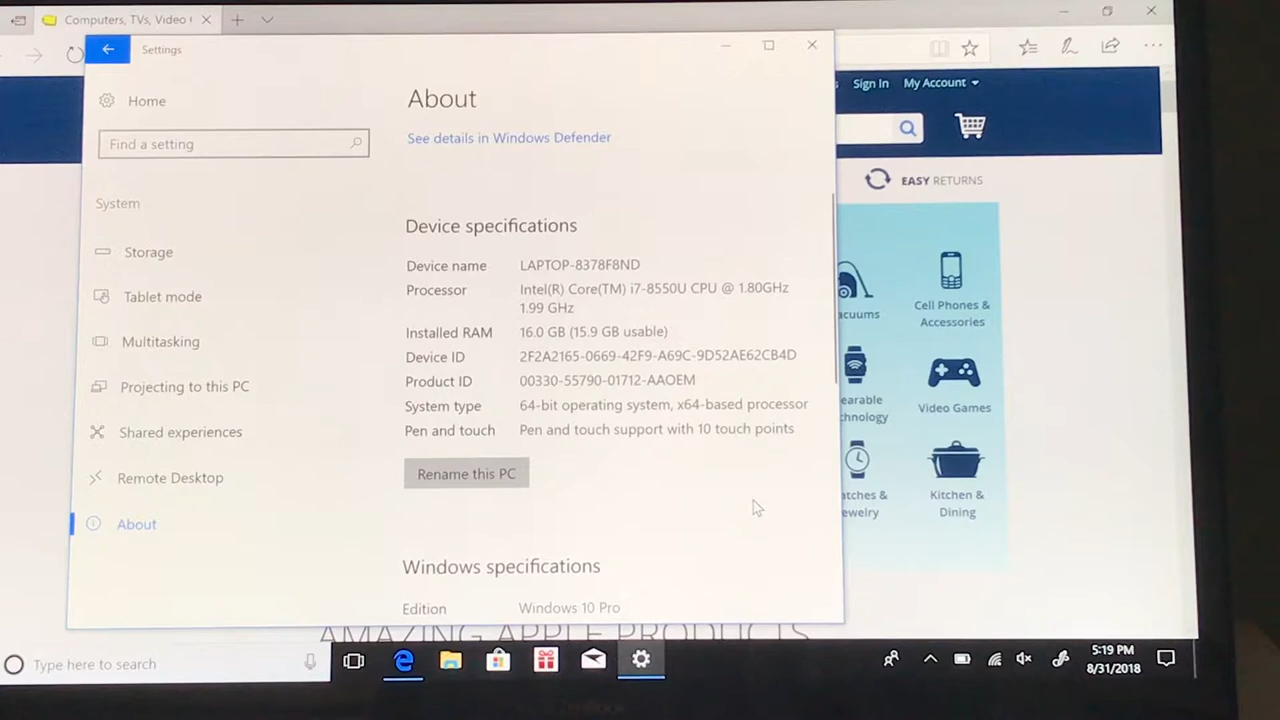 Computers, TVs, Video
Settings
Home
Find a setting
System
Storage
Tablet mode
Multitasking
Projecting to this PC
Shared experiences
Remote Desktop
About
About
See details in Windows Defender
Device specifications
Device name LAPTOP-8378F8ND
Processor Intel(R) Core(TM) i7-8550U CPU @ 1.80GHz
1.99 GHz
Installed RAM 16.0 GB (15.9 GB usable)
Device ID 2F2A2165-0669-42F9-A69C-9D52AE62CB4D
Product ID 00330-55790-01712-AAOEM
System type 64-bit operating system, x64-based processor
Pen and touch Pen and touch support with 10 touch points
Rename this PC
Windows specifications
Edition Windows 10 Pro
Sign In My Account
EASY RETURNS
acuums
Cell Phones &
Accessories
earable
chnology
Video Games
atches &
ewelry
Kitchen &
Dining
AMAZING APPLE PRODUCTS
Type here to search
5:19 PM
8/31/2018